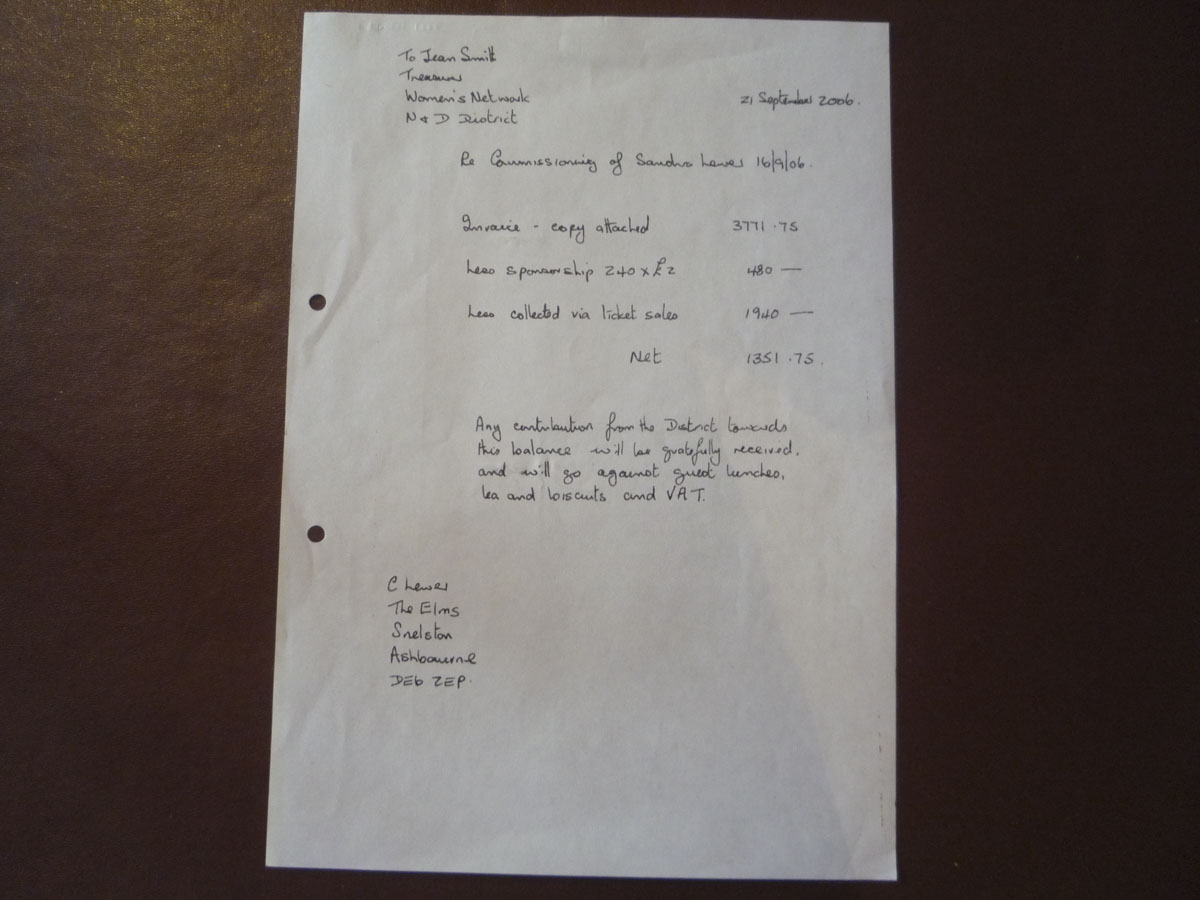 To Jean Smith
Treasurer
Women's Network
21 September 2006.
N & D District
Re Commissioning of Sandra Lewer 16/9/06.
Invoice - copy attached 3771.75
Less sponsorship 240 x £2 480 —
Less collected via ticket sales 1940 —
Net 1351.75.
Any contribution from the District towards
this balance will be gratefully received,
and will go against guest lunches,
tea and biscuits and VAT.
C Lewer
The Elms
Snelston
Ashbourne
DE6 2EP.